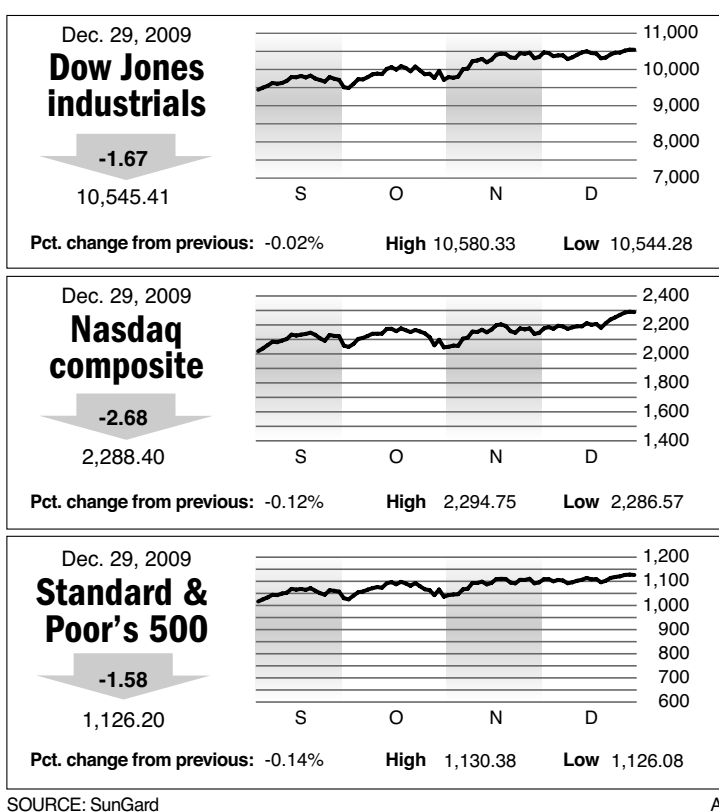 Dec. 29, 2009
Dow Jones
industrials
-1.67
10,545.41
11,000
10,000
9,000
8,000
7,000
S O N D
Pct. change from previous: -0.02% High 10,580.33 Low 10,544.28
Dec. 29, 2009
Nasdaq
composite
-2.68
2,288.40
2,400
2,200
2,000
1,800
1,600
1,400
S O N D
Pct. change from previous: -0.12% High 2,294.75 Low 2,286.57
Dec. 29, 2009
Standard &
Poor's 500
-1.58
1,126.20
1,200
1,100
1,000
900
800
700
600
S O N D
Pct. change from previous: -0.14% High 1,130.38 Low 1,126.08
SOURCE: SunGard